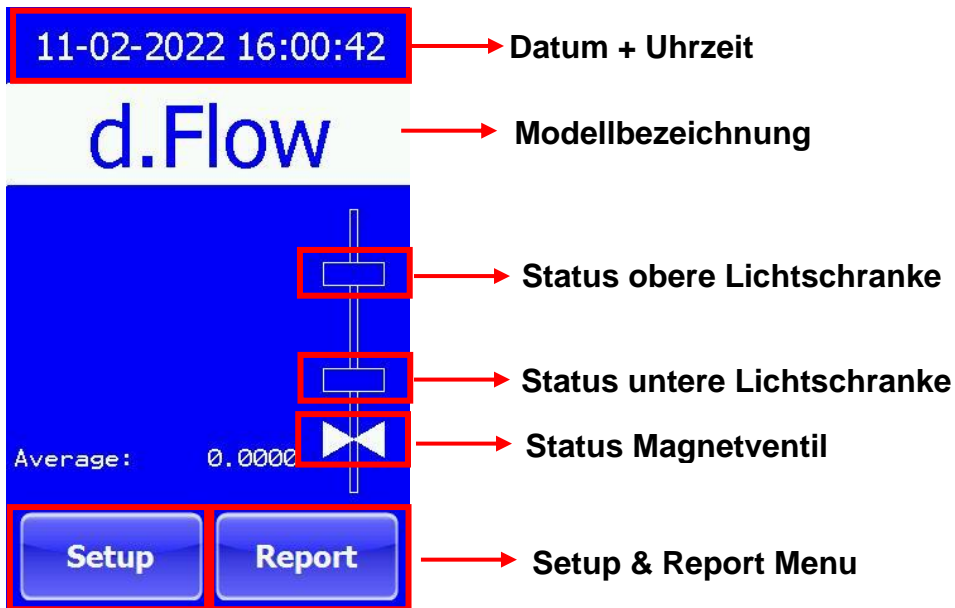 11-02-2022 16:00:42
Datum + Uhrzeit
d.Flow
Modellbezeichnung
Status obere Lichtschranke
Status untere Lichtschranke
Average: 0.0000
Status Magnetventil
Setup
Report
Setup & Report Menu